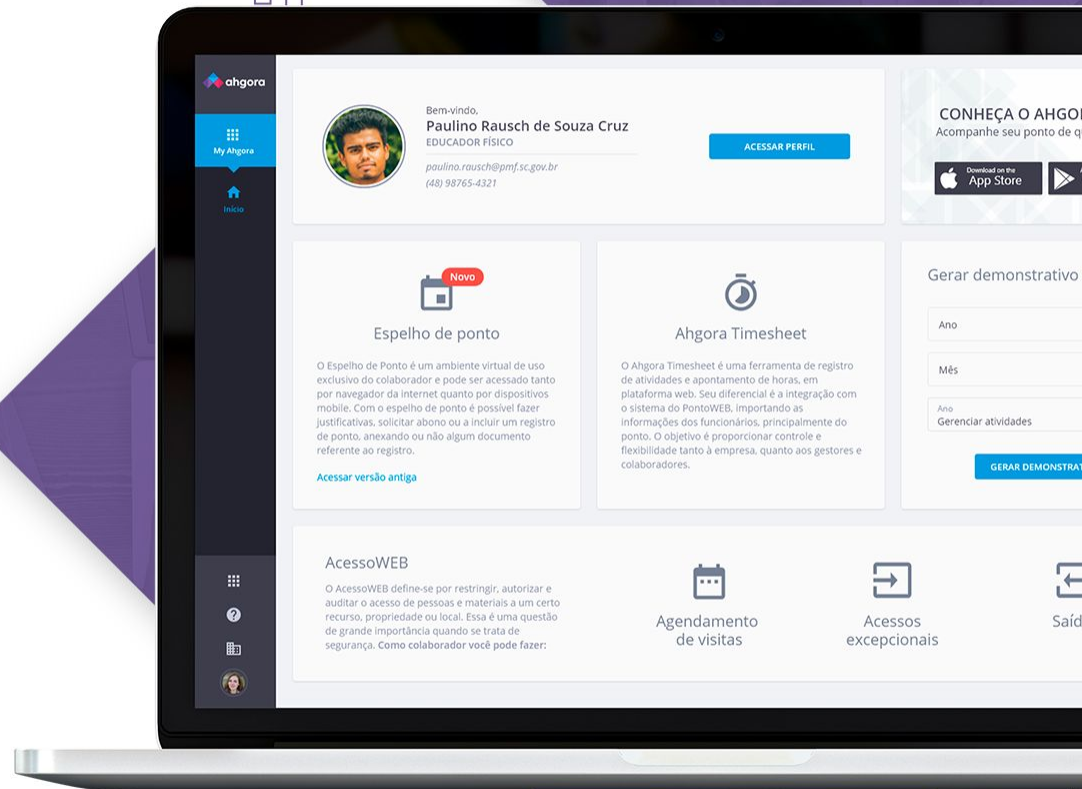 ahgora
My Ahgora
Início
Bem-vindo,
Paulino Rausch de Souza Cruz
EDUCADOR FÍSICO
paulino.rausch@pmf.sc.gov.br
(48) 98765-4321
ACESSAR PERFIL
CONHEÇA O AHGO
Acompanhe seu ponto de q
Download on the
App Store
Novo
Espelho de ponto
O Espelho de Ponto é um ambiente virtual de uso
exclusivo do colaborador e pode ser acessado tanto
por navegador da internet quanto por dispositivos
mobile. Com o espelho de ponto é possível fazer
justificativas, solicitar abono ou a incluir um registro
de ponto, anexando ou não algum documento
referente ao registro.
Acessar versão antiga
Ahgora Timesheet
O Ahgora Timesheet é uma ferramenta de registro
de atividades e apontamento de horas, em
plataforma web. Seu diferencial é a integração com
o sistema do PontoWEB, importando as
informações dos funcionários, principalmente do
ponto. O objetivo é proporcionar controle e
flexibilidade tanto à empresa, quanto aos gestores e
colaboradores.
Gerar demonstrativo
Ano
Mês
Ano
Gerenciar atividades
GERAR DEMONSTRAT
AcessoWEB
O AcessoWEB define-se por restringir, autorizar e
auditar o acesso de pessoas e materiais a um certo
recurso, propriedade ou local. Essa é uma questão
de grande importância quando se trata de
segurança. Como colaborador você pode fazer:
Agendamento
de visitas
Acessos
excepcionais
Saíd